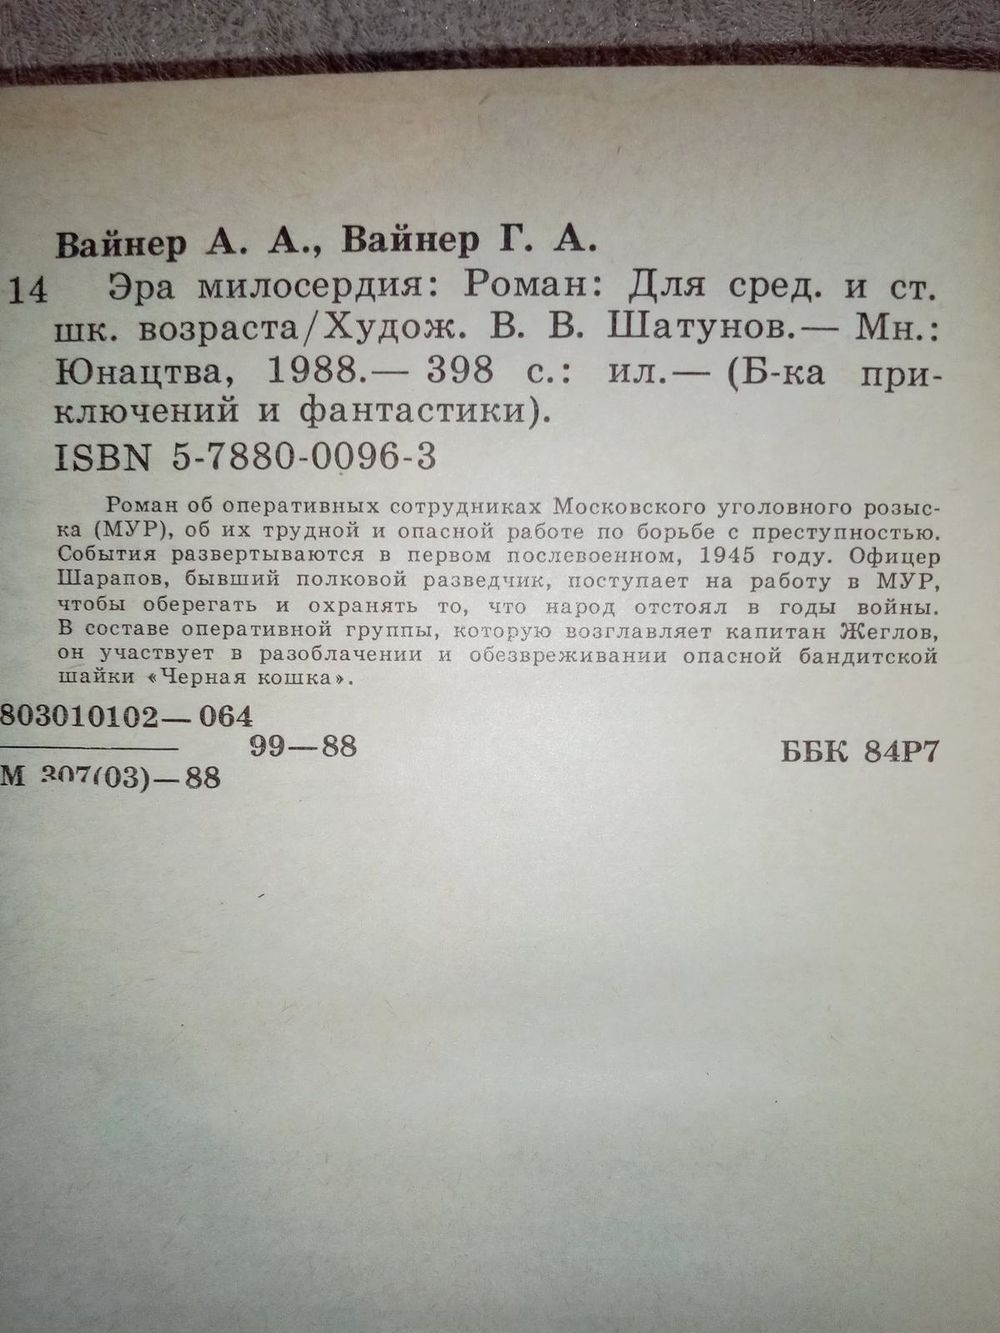 Вайнер А. А., Вайнер Г. А.
14 Эра милосердия: Роман: Для сред. и ст.
шк. возраста/Худож. В. В. Шатунов.— Мн.:
Юнацтва, 1988.— 398 с.: ил.— (Б-ка при-
ключений и фантастики).
ISBN 5-7880-0096-3
Роман об оперативных сотрудниках Московского уголовного розыс-
ка (МУР), об их трудной и опасной работе по борьбе с преступностью.
События развертываются в первом послевоенном, 1945 году. Офицер
Шарапов, бывший полковой разведчик, поступает на работу в МУР,
чтобы оберегать и охранять то, что народ отстоял в годы войны.
В составе оперативной группы, которую возглавляет капитан Жеглов,
он участвует в разоблачении и обезвреживании опасной бандитской
шайки «Черная кошка».
803010102—064
99—88
М 307(03)—88
ББК 84Р7